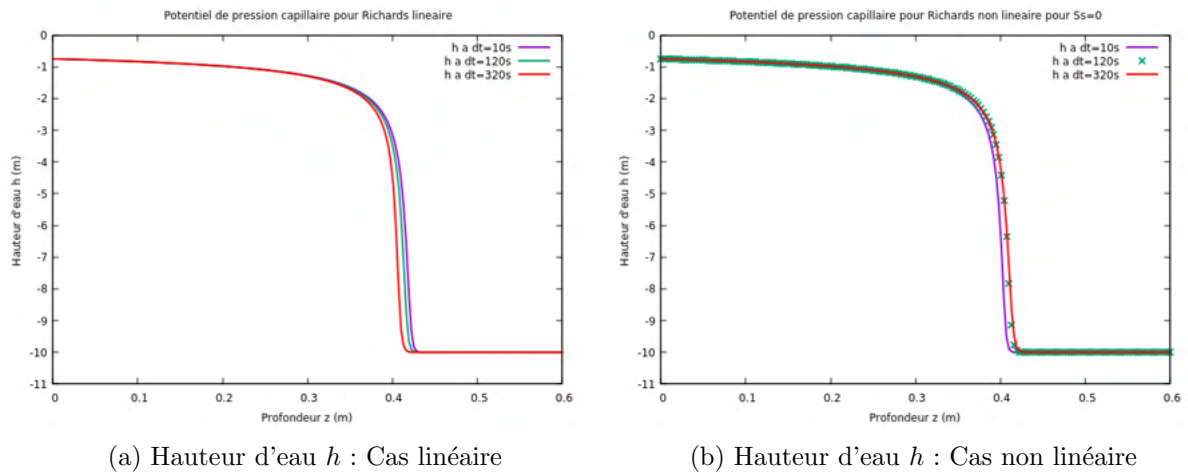 Potentiel de pression capillaire pour Richards lineaire
h a dt=10s
h a dt=120s
h a dt=320s
Hauteur d'eau h (m)
0
-1
-2
-3
-4
-5
-6
-7
-8
-9
-10
-11
0 0.1 0.2 0.3 0.4 0.5 0.6
Profondeur z (m)
(a) Hauteur d'eau h : Cas linéaire
Potentiel de pression capillaire pour Richards non lineaire pour Ss=0
h a dt=10s
h a dt=120s
h a dt=320s
Hauteur d'eau h (m)
0
-1
-2
-3
-4
-5
-6
-7
-8
-9
-10
-11
0 0.1 0.2 0.3 0.4 0.5 0.6
Profondeur z (m)
(b) Hauteur d'eau h : Cas non linéaire